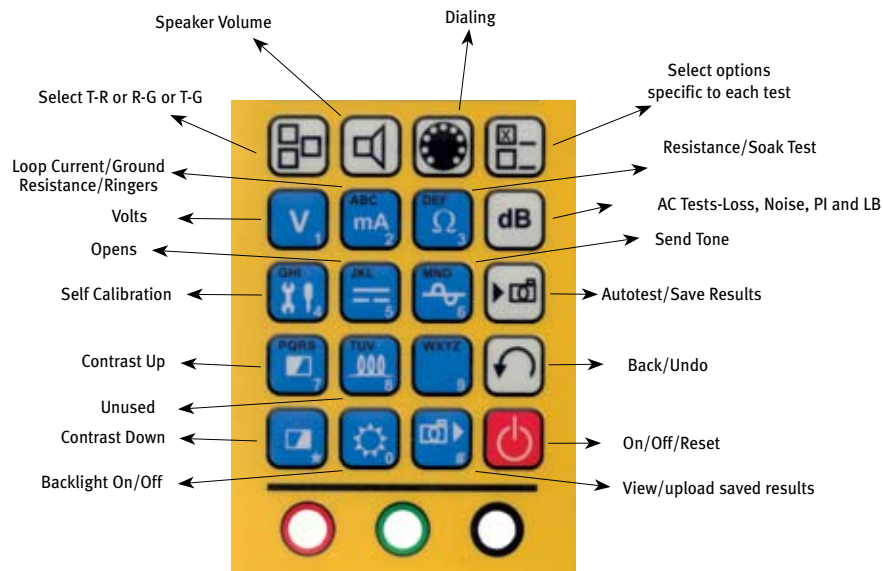 Speaker Volume
Dialing
Select T-R or R-G or T-G
Select options
specific to each test
X
Loop Current/Ground
Resistance/Ringers
Resistance/Soak Test
Volts
AC Tests-Loss, Noise, PI and LB
V 1
ABC
mA 2
DEF
Ω 3
dB
Opens
Send Tone
Self Calibration
Autotest/Save Results
GHI
4
JKL
5
MNO
6
Contrast Up
Back/Undo
PQRS
7
TUV
8
WXYZ
9
Unused
Contrast Down
On/Off/Reset
*
0
#
Backlight On/Off
View/upload saved results